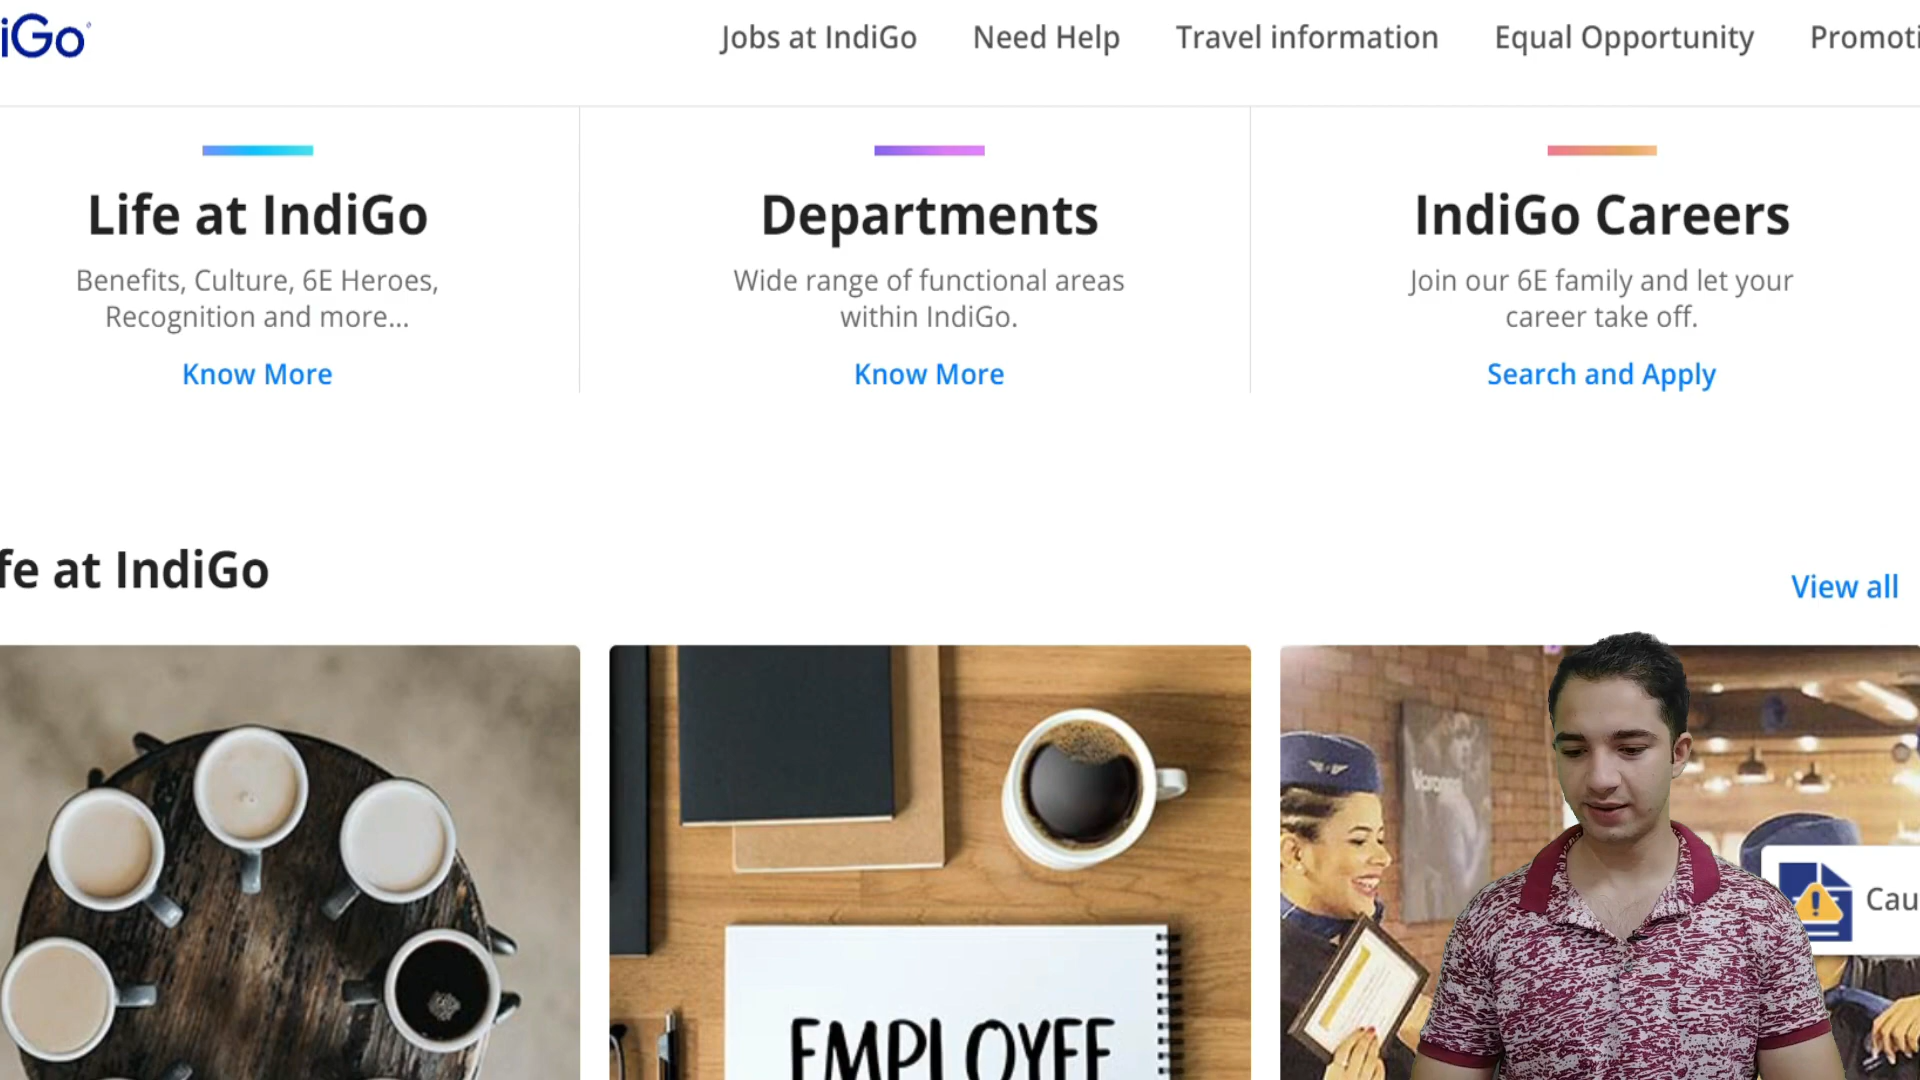 iGo
Jobs at IndiGo
Need Help
Travel information
Equal Opportunity
Promoti
Life at IndiGo
Benefits, Culture, 6E Heroes,
Recognition and more...
Know More
Departments
Wide range of functional areas
within IndiGo.
Know More
IndiGo Careers
Join our 6E family and let your
career take off.
Search and Apply
fe at IndiGo
View all
EMPLOYEE
Cau